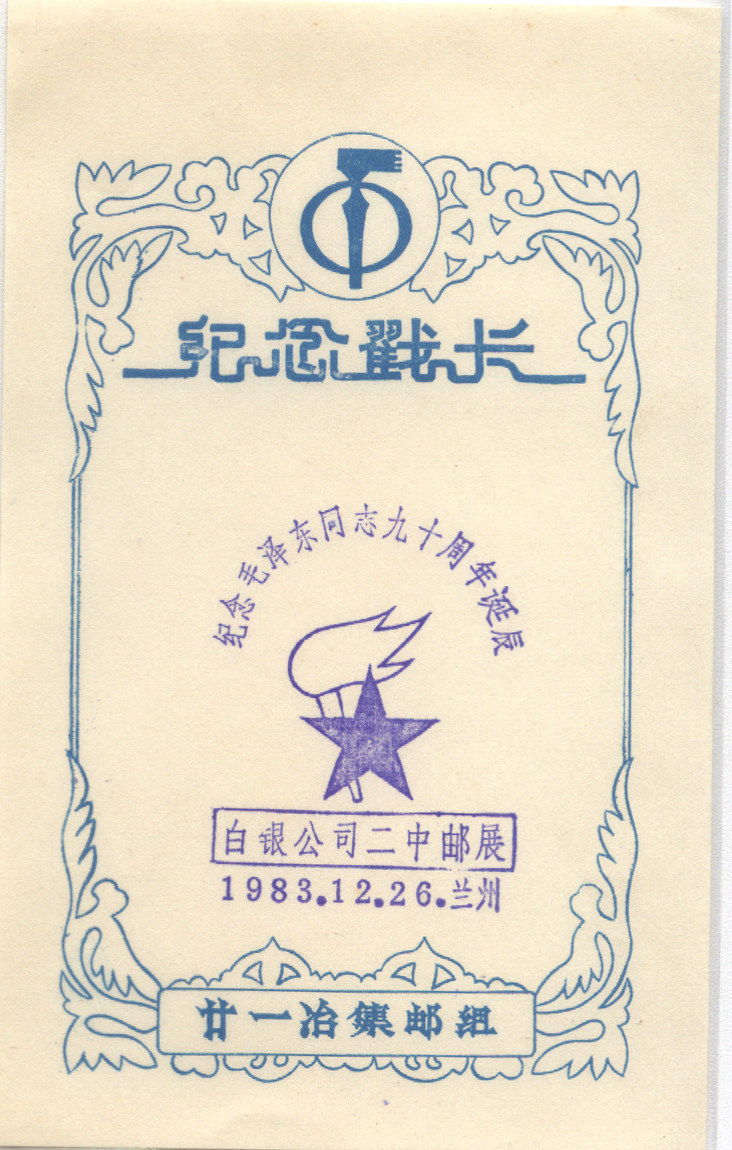 纪念戳卡
纪念毛泽东同志九十周年诞辰
白银公司二中邮展
1983.12.26.兰州
廿一冶集邮组